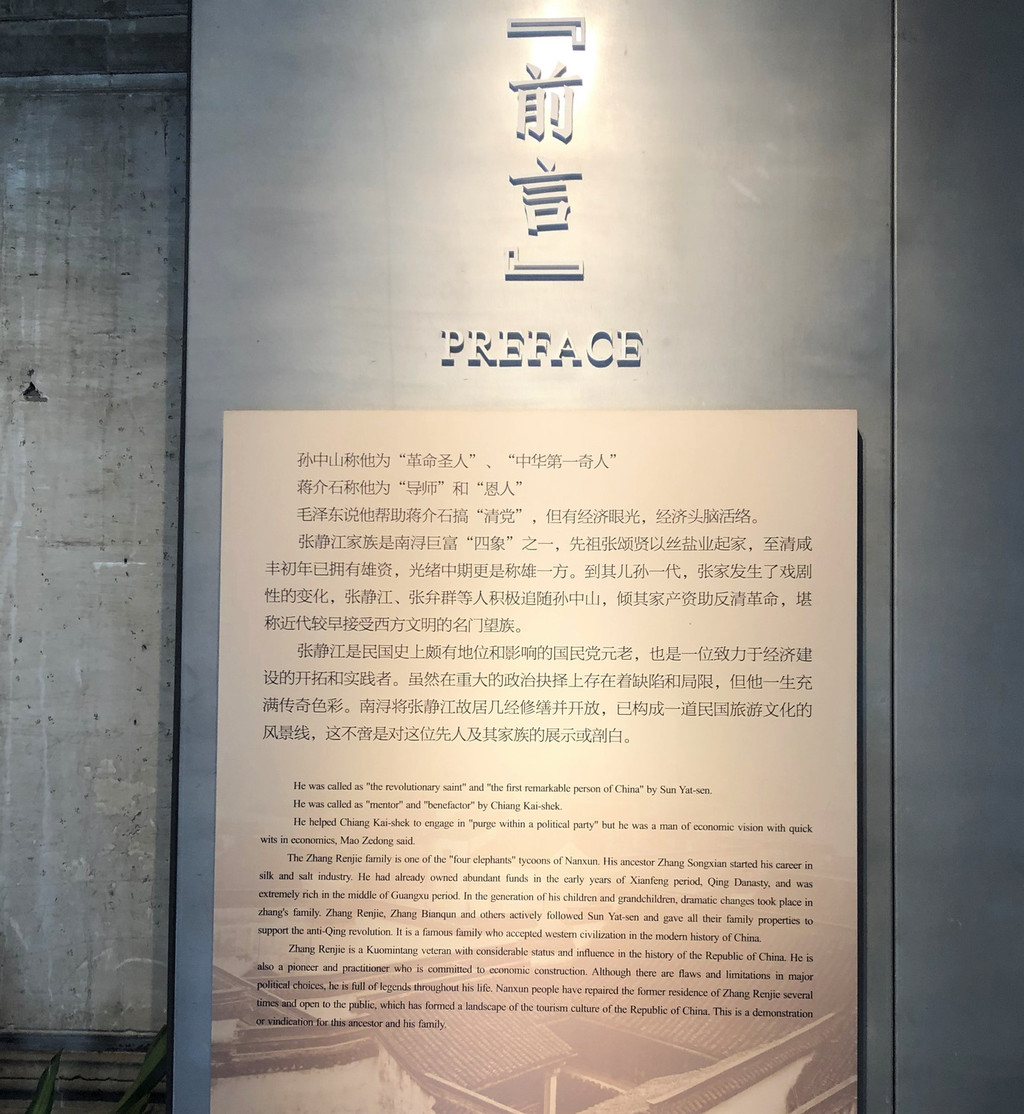 『前言』
PREFACE
孙中山称他为“革命圣人”、“中华第一奇人”
蒋介石称他为“导师”和“恩人”
毛泽东说他帮助蒋介石搞“清党”，但有经济眼光，经济头脑活络。
张静江家族是南浔巨富“四象”之一，先祖张颂贤以丝盐业起家，至清咸
丰初年已拥有雄资，光绪中期更是称雄一方。到其儿孙一代，张家发生了戏剧
性的变化，张静江、张弁群等人积极追随孙中山，倾其家产资助反清革命，堪
称近代较早接受西方文明的名门望族。
张静江是民国史上颇有地位和影响的国民党元老，也是一位致力于经济建
设的开拓和实践者。虽然在重大的政治抉择上存在着缺陷和局限，但他一生充
满传奇色彩。南浔将张静江故居几经修缮并开放，已构成一道民国旅游文化的
风景线，这不啻是对这位先人及其家族的展示或剖白。
He was called as "the revolutionary saint" and "the first remarkable person of China" by Sun Yat-sen.
He was called as "mentor" and "benefactor" by Chiang Kai-shek.
He helped Chiang Kai-shek to engage in "purge within a political party" but he was a man of economic vision with quick
wits in economics, Mao Zedong said.
The Zhang Renjie family is one of the "four elephants" tycoons of Nanxun. His ancestor Zhang Songxian started his career in
silk and salt industry. He had already owned abundant funds in the early years of Xianfeng period, Qing Danasty, and was
extremely rich in the middle of Guangxu period. In the generation of his children and grandchildren, dramatic changes took place in
zhang's family. Zhang Renjie, Zhang Bianqun and others actively followed Sun Yat-sen and gave all their family properties to
support the anti-Qing revolution. It is a famous family who accepted western civilization in the modern history of China.
Zhang Renjie is a Kuomintang veteran with considerable status and influence in the history of the Republic of China. He is
also a pioneer and practitioner who is committed to economic construction. Although there are flaws and limitations in major
political choices, he is full of legends throughout his life. Nanxun people have repaired the former residence of Zhang Renjie several
times and open to the public, which has formed a landscape of the tourism culture of the Republic of China. This is a demonstration
or vindication for this ancestor and his family.